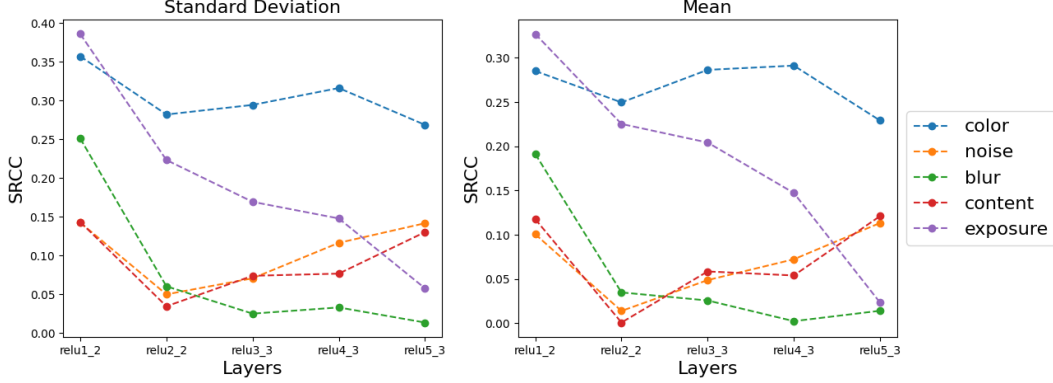 Standard Deviation
0.40
0.35
0.30
0.25
0.20
0.15
0.10
0.05
0.00
SRCC
relu1_2 relu2_2 relu3_3 relu4_3 relu5_3
Layers
Mean
0.30
0.25
0.20
0.15
0.10
0.05
0.00
SRCC
relu1_2 relu2_2 relu3_3 relu4_3 relu5_3
Layers
color
noise
blur
content
exposure